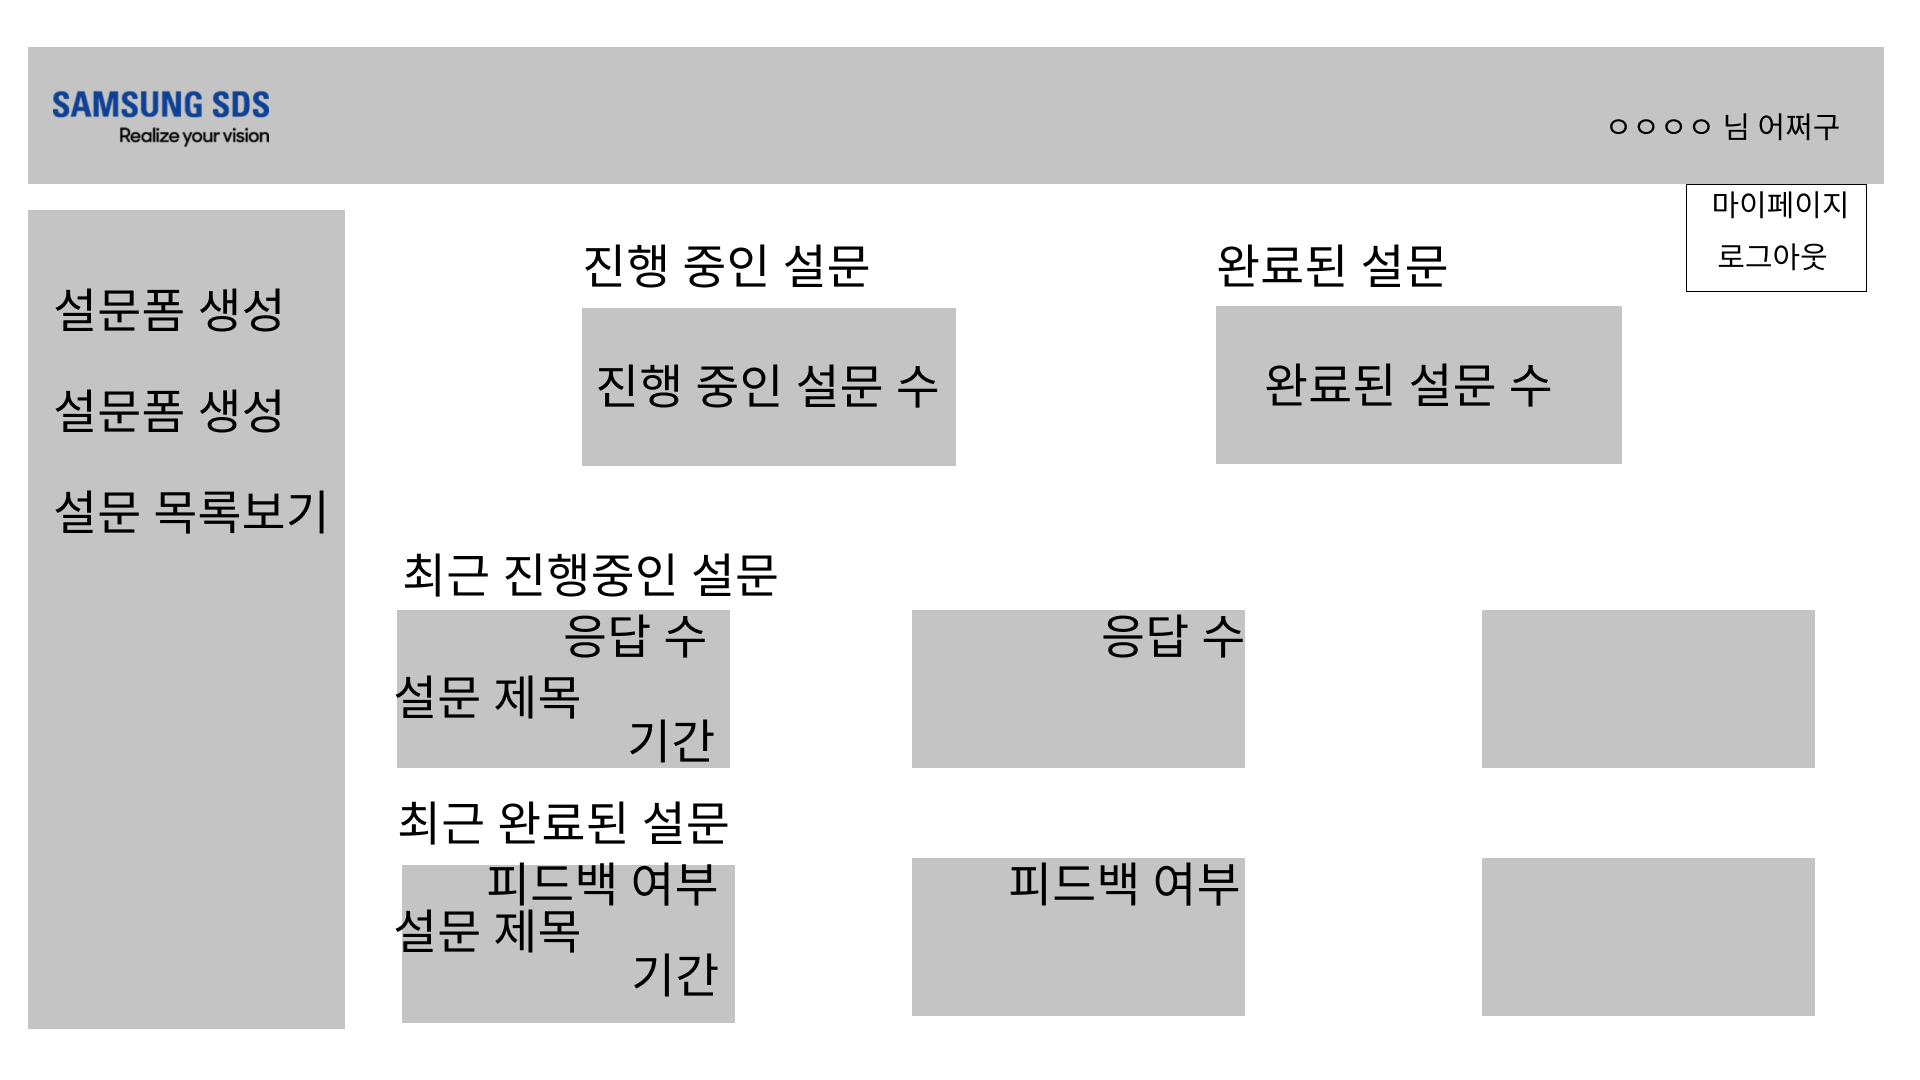 SAMSUNG SDS
Realize your vision
ㅇㅇㅇㅇ 님 어쩌구
마이페이지
로그아웃
설문폼 생성
설문폼 생성
설문 목록보기
진행 중인 설문
완료된 설문
진행 중인 설문 수
완료된 설문 수
최근 진행중인 설문
응답 수
설문 제목
기간
응답 수
최근 완료된 설문
피드백 여부
설문 제목
기간
피드백 여부